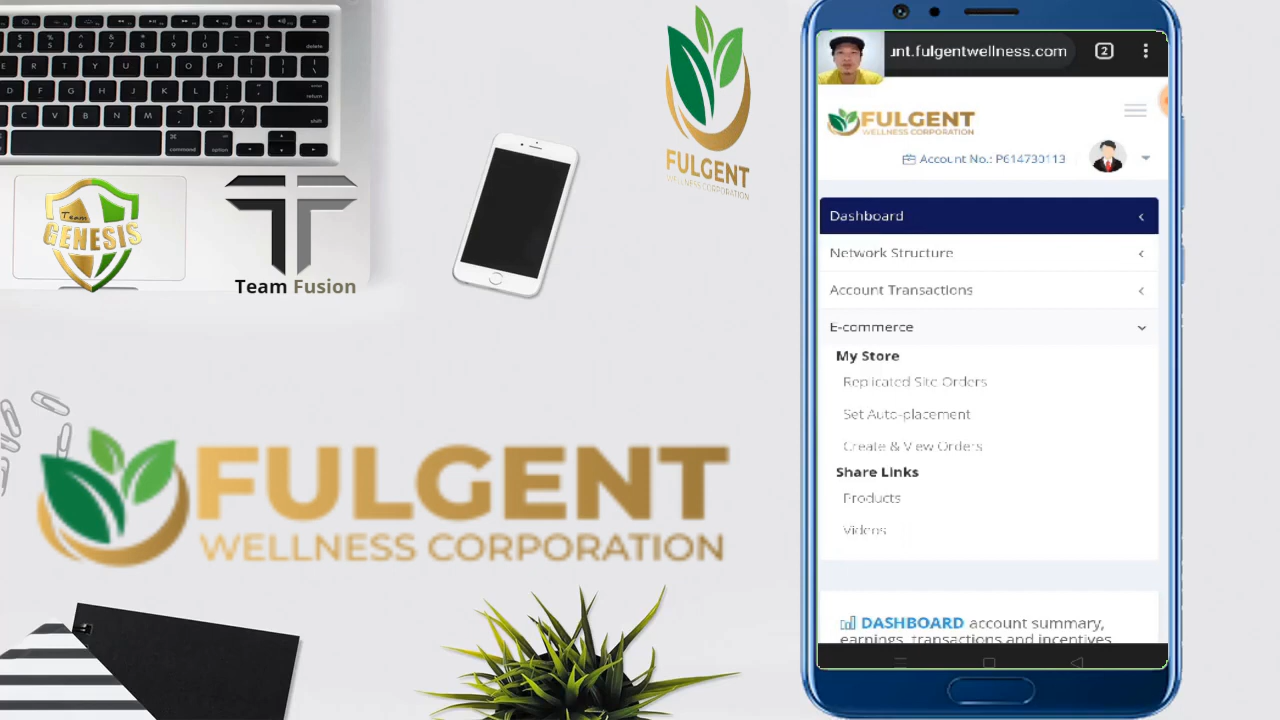 FULGENT
WELLNESS CORPORATION
Team
GENESIS
Team Fusion
FULGENT
WELLNESS CORPORATION
unt.fulgentwellness.com
2
FULGENT
WELLNESS CORPORATION
Account No.: P614730113
Dashboard
Network Structure
Account Transactions
E-commerce
My Store
Replicated Site Orders
Set Auto-placement
Create & View Orders
Share Links
Products
Videos
DASHBOARD account summary,
earnings, transactions and incentives